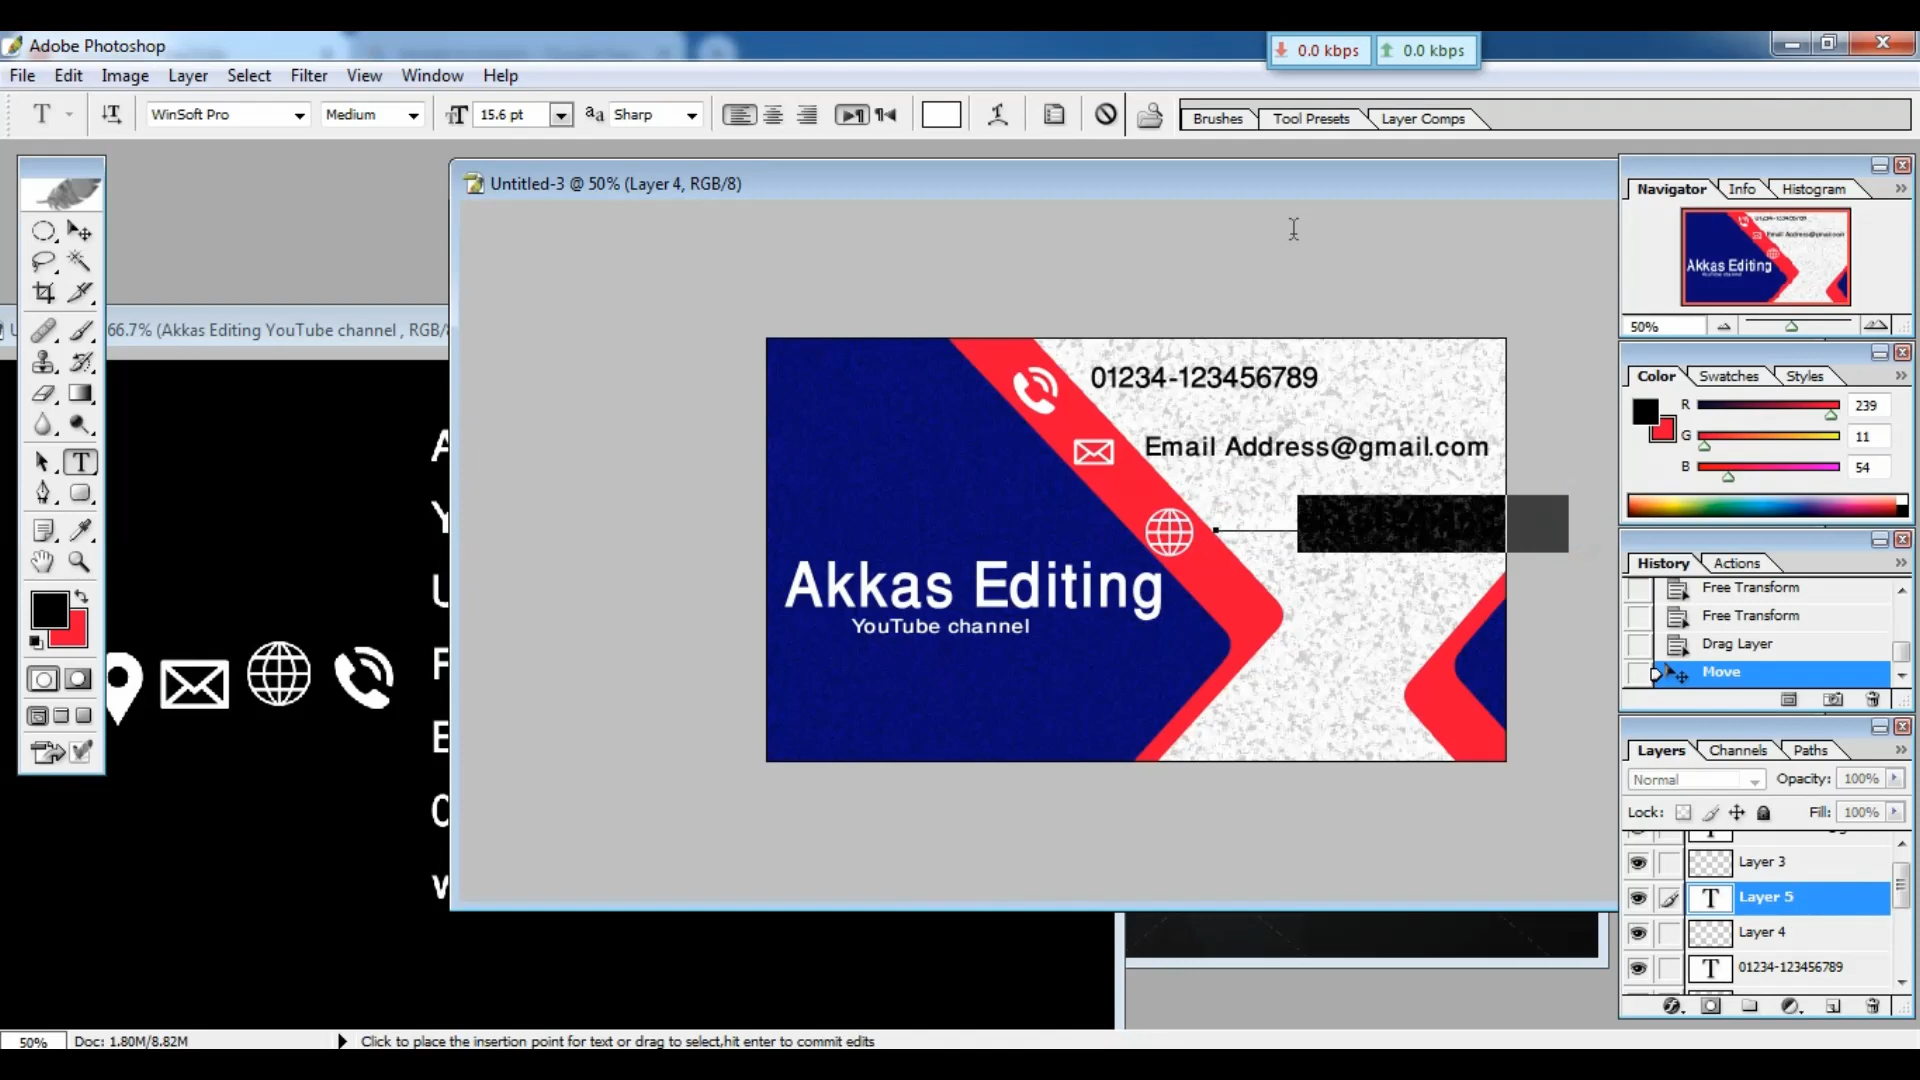 Adobe Photoshop
0.0 kbps
0.0 kbps
File Edit Image Layer Select Filter View Window Help
T
WinSoft Pro
Medium
15.6 pt
aa
Sharp
Brushes
Tool Presets
Layer Comps
Untitled-3 @ 50% (Layer 4, RGB/8)
66.7% (Akkas Editing YouTube channel , RGB/8
01234-123456789
Email Address@gmail.com
Akkas Editing
YouTube channel
Navigator
Info
Histogram
50%
Color
Swatches
Styles
R 239
G 11
B 54
History
Actions
Free Transform
Free Transform
Drag Layer
Move
Layers
Channels
Paths
Normal
Opacity: 100%
Lock:
Fill: 100%
Layer 3
Layer 5
Layer 4
01234-123456789
50%
Doc: 1.80M/8.82M
Click to place the insertion point for text or drag to select,hit enter to commit edits